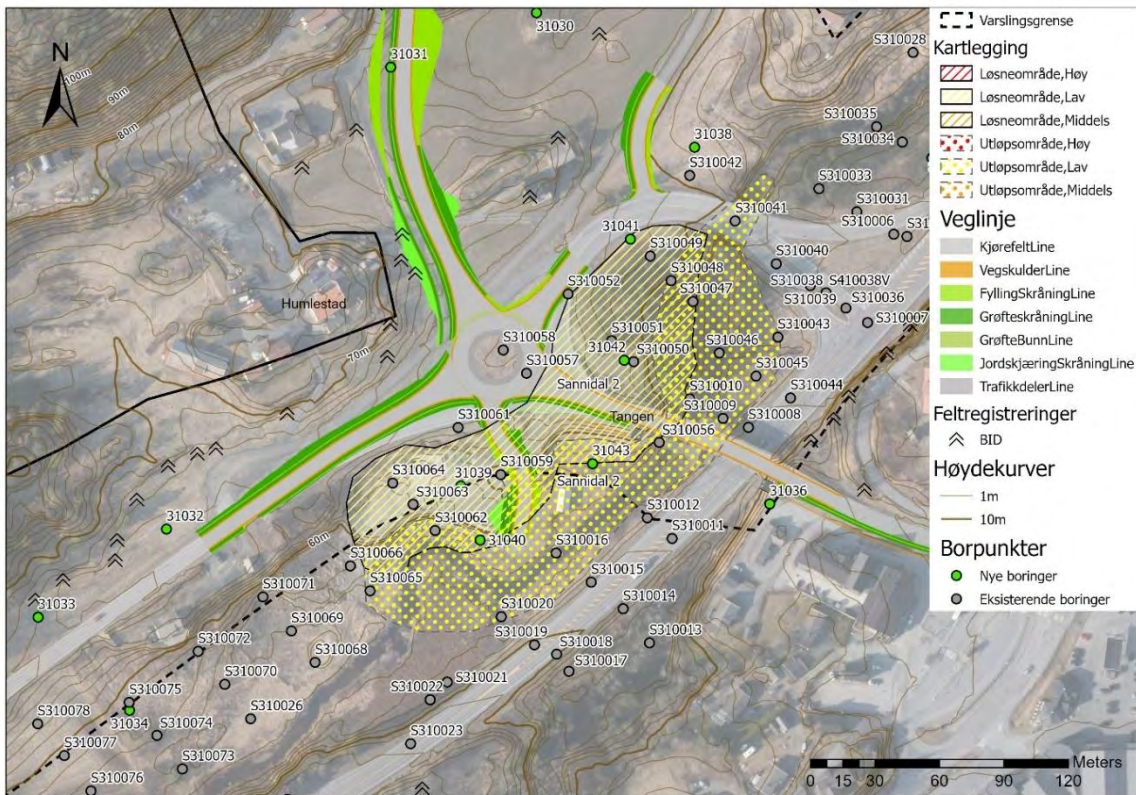 31030
S310028
31031
N
100m
90m
80m
S310035
31038
S310034
S310042
S310033
S310031
S310041
S310006
31041
S310049
S310040
S310048
S310038
S410038V
S310052
S310047
Humlestad
S310039
S310036
S310058
S310051
S310007
31042
S310043
S310046
S310050
S310057
70m
S310045
Sannidal 2
S310010
S310044
Tangen
S310009
S310008
S310061
S310056
31043
S310064
31039
S310059
Sannidal 2
S310063
31036
S310062
S310012
31032
60m
S310011
31040
S310066
S310016
S310065
S310071
S310015
31033
S310020
S310014
S310072
S310069
S310019
S310013
S310068
S310018
S310070
S310017
S310075
S310021
S310022
S310078
31034
S310026
S310074
S310023
S310077
S310073
S310076
Varslingsgrense
Kartlegging
Løsneområde,Høy
Løsneområde,Lav
Løsneområde,Middels
Utløpsområde,Høy
Utløpsområde,Lav
Utløpsområde,Middels
Veglinje
KjørefeltLine
VegskulderLine
FyllingSkråningLine
GrøfteskråningLine
GrøfteBunnLine
JordskjæringSkråningLine
TrafikkdelerLine
Feltregistreringer
BID
Høydekurver
1m
10m
Borpunkter
Nye boringer
Eksisterende boringer
Meters
0 15 30 60 90 120